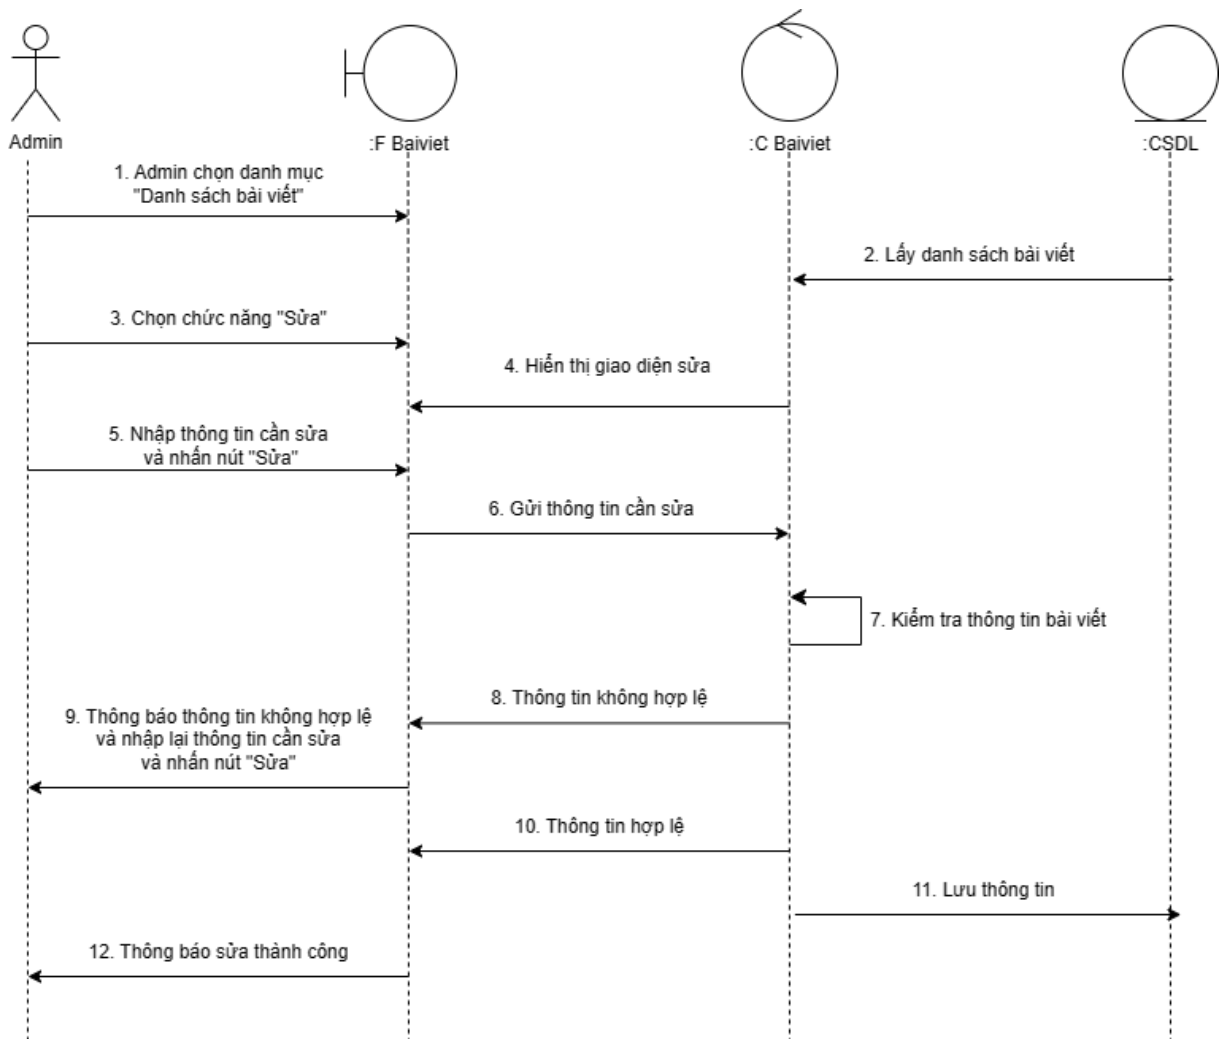 Admin
:F Baiviet
:C Baiviet
:CSDL
1. Admin chọn danh mục
"Danh sách bài viết"
2. Lấy danh sách bài viết
3. Chọn chức năng "Sửa"
4. Hiển thị giao diện sửa
5. Nhập thông tin cần sửa
và nhấn nút "Sửa"
6. Gửi thông tin cần sửa
7. Kiểm tra thông tin bài viết
8. Thông tin không hợp lệ
9. Thông báo thông tin không hợp lệ
và nhập lại thông tin cần sửa
và nhấn nút "Sửa"
10. Thông tin hợp lệ
11. Lưu thông tin
12. Thông báo sửa thành công